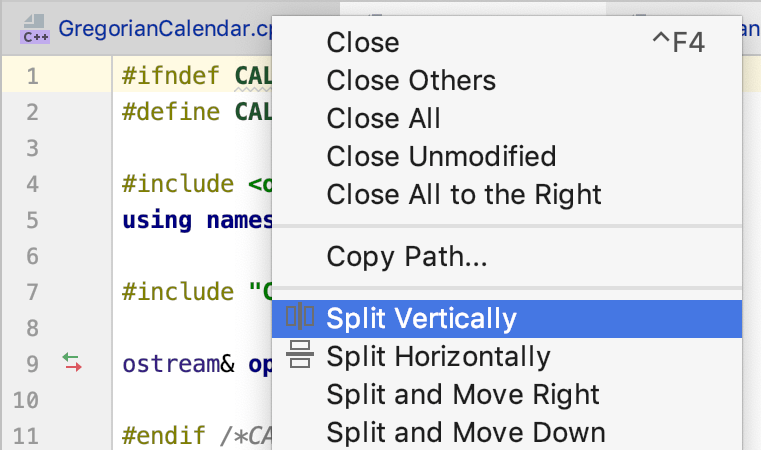 C++ GregorianCalendar.cp an
Close ^F4
Close Others
Close All
Close Unmodified
Close All to the Right
Copy Path...
Split Vertically
Split Horizontally
Split and Move Right
Split and Move Down
1 #ifndef CAL
2 #define CAL
3
4 #include <o
5 using names
6
7 #include "C
8
9 ostream& op
10
11 #endif /*CA